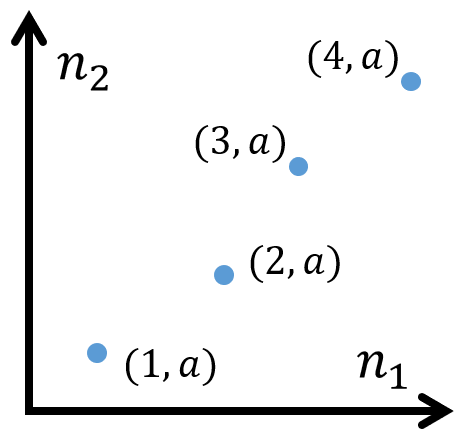 n₂
(4, a)
(3, a)
(2, a)
(1, a)
n₁